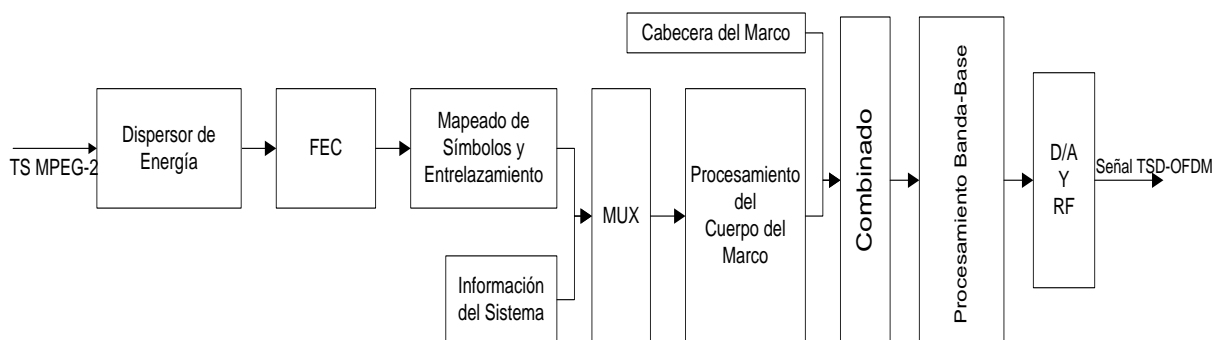 TS MPEG-2
Dispersor de
Energía
FEC
Mapeado de
Símbolos y
Entrelazamiento
Información
del Sistema
MUX
Cabecera del Marco
Procesamiento
del
Cuerpo del
Marco
Combinado
Procesamiento Banda-Base
D/A
Y
RF
Señal TSD-OFDM